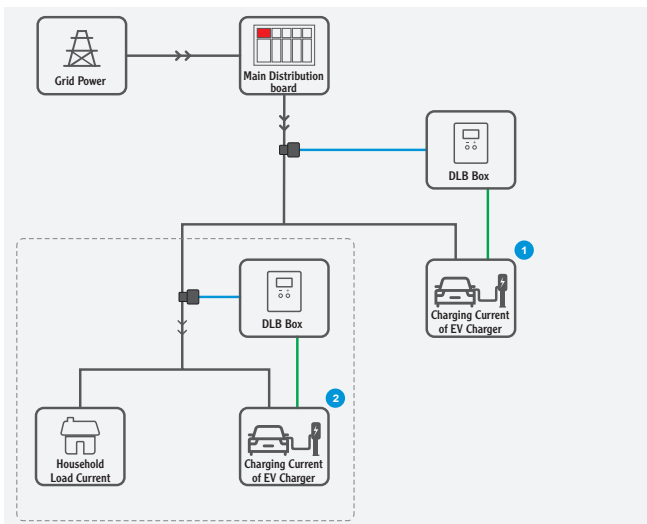 Grid Power
Main Distribution
board
DLB Box
1
Charging Current
of EV Charger
DLB Box
2
Household
Load Current
Charging Current
of EV Charger